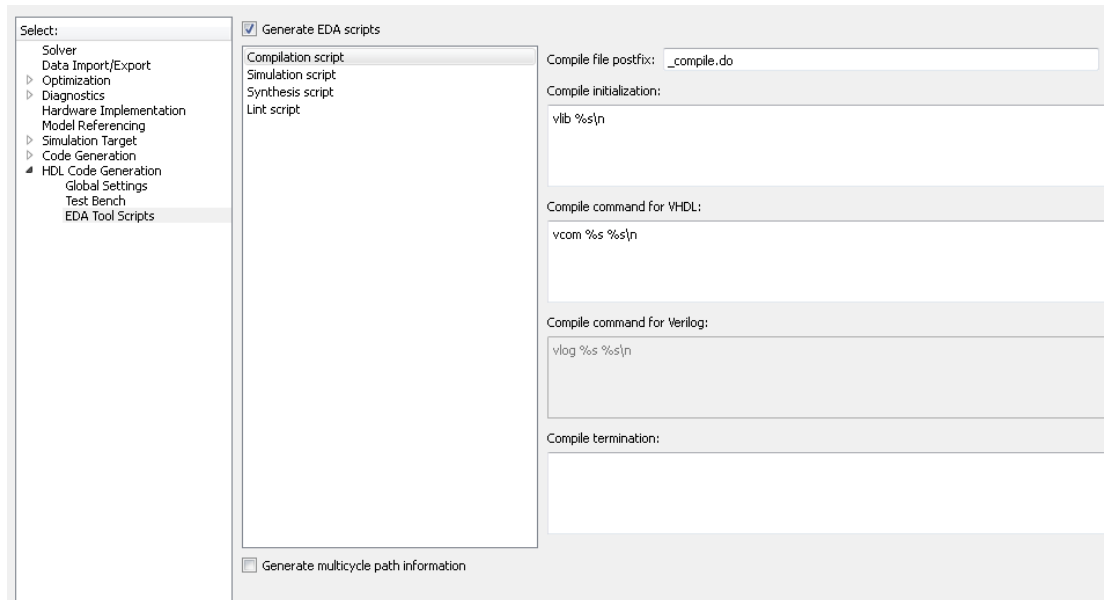 Select:
Solver
Data Import/Export
Optimization
Diagnostics
Hardware Implementation
Model Referencing
Simulation Target
Code Generation
HDL Code Generation
Global Settings
Test Bench
EDA Tool Scripts
Generate EDA scripts
Compilation script
Simulation script
Synthesis script
Lint script
Generate multicycle path information
Compile file postfix: _compile.do
Compile initialization:
vlib %s\n
Compile command for VHDL:
vcom %s %s\n
Compile command for Verilog:
vlog %s %s\n
Compile termination: